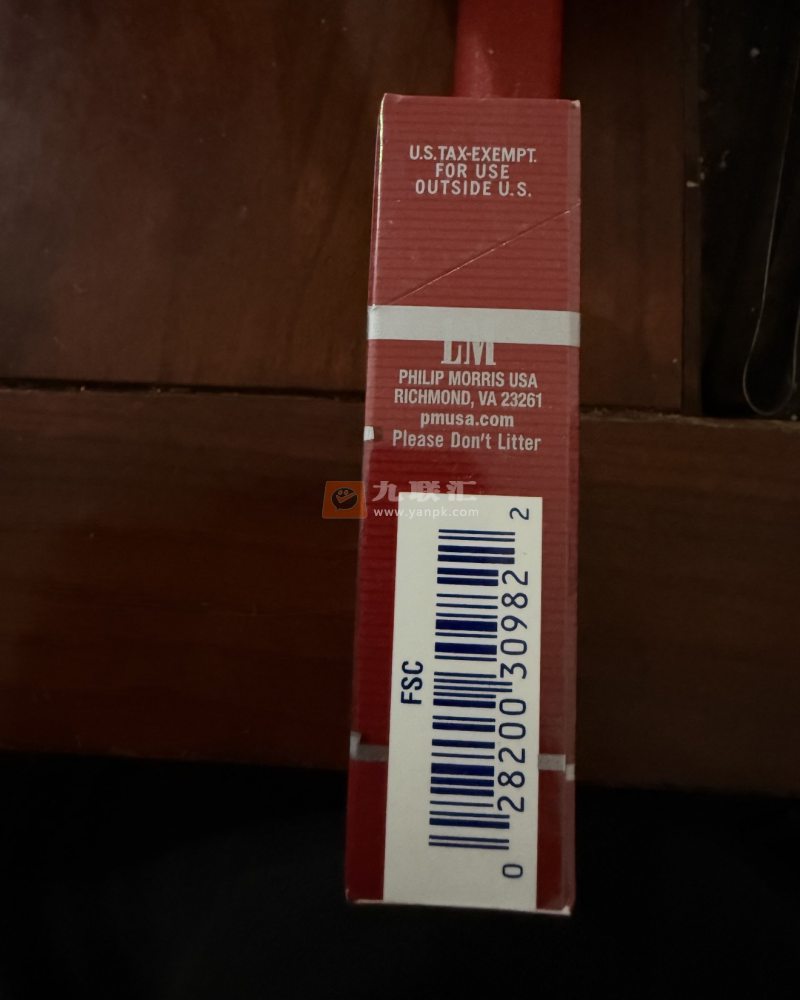 U.S. TAX-EXEMPT.
FOR USE
OUTSIDE U.S.
LM
PHILIP MORRIS USA
RICHMOND, VA 23261
pmusa.com
Please Don't Litter
九联汇
www.yanpk.com
FSC
0 28200 30982 2